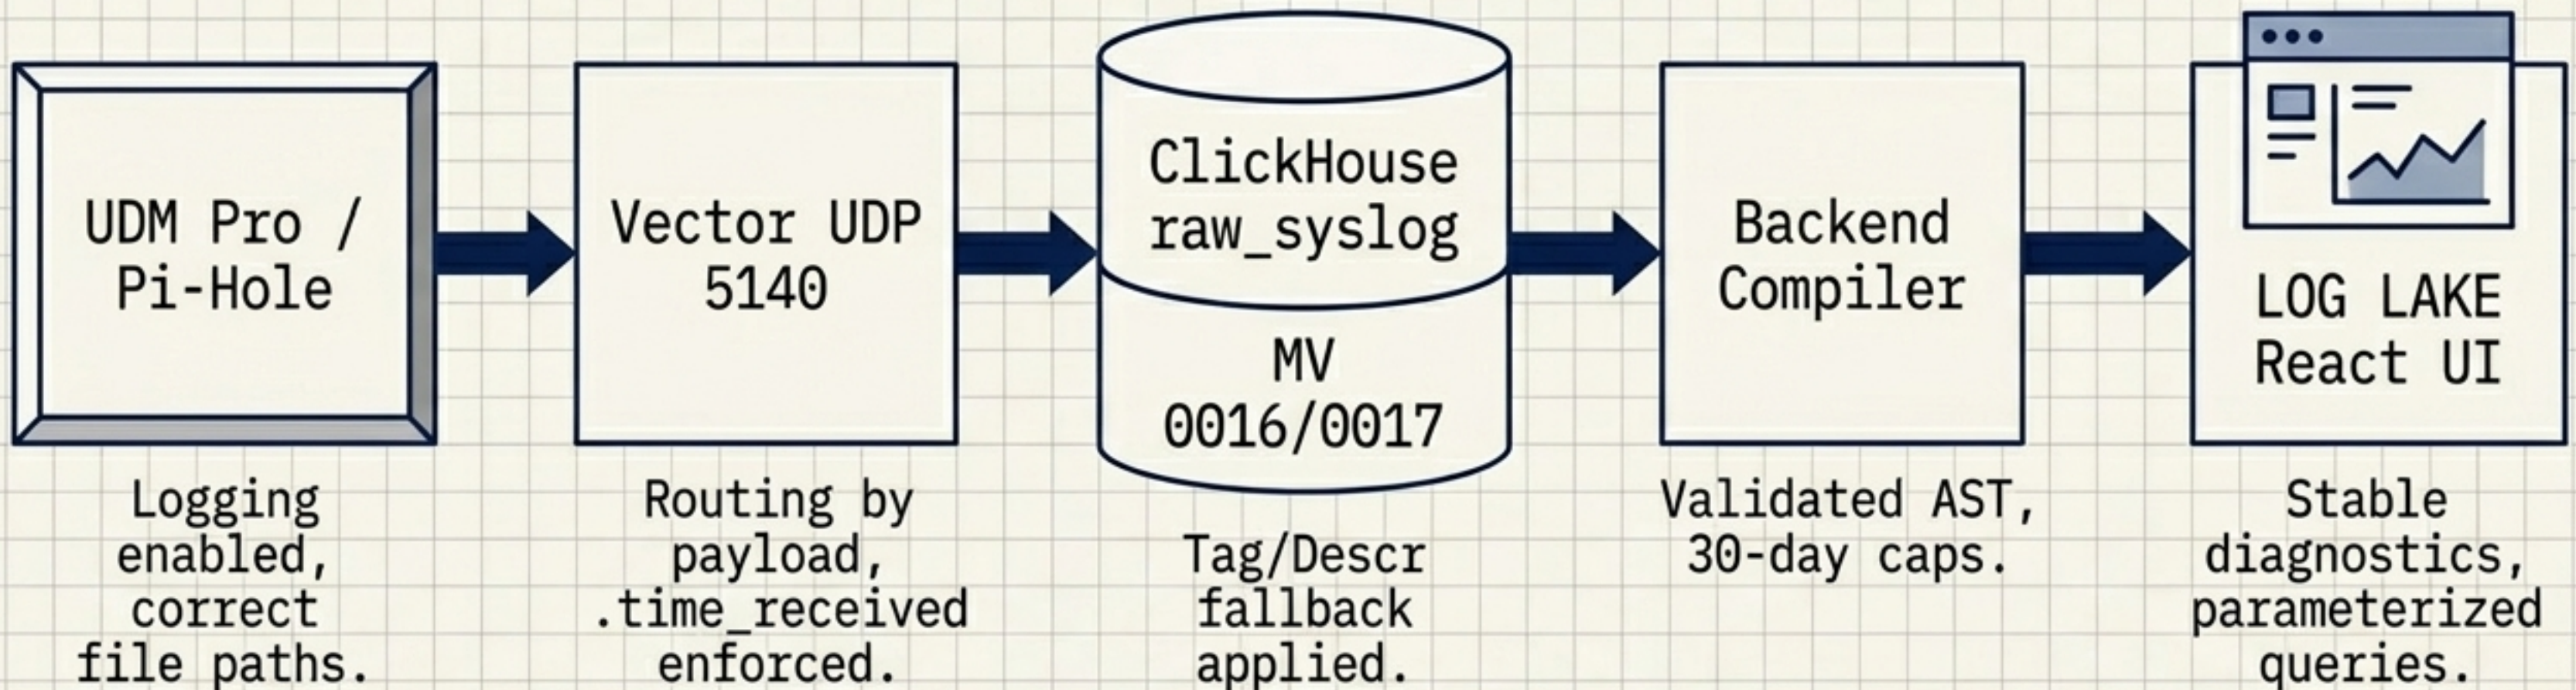 UDM Pro /
Pi-Hole
Logging
enabled,
correct
file paths.
Vector UDP
5140
Routing by
payload,
.time_received
enforced.
ClickHouse
raw_syslog
MV
0016/0017
Tag/Descr
fallback
applied.
Backend
Compiler
Validated AST,
30-day caps.
LOG LAKE
React UI
Stable
diagnostics,
parameterized
queries.